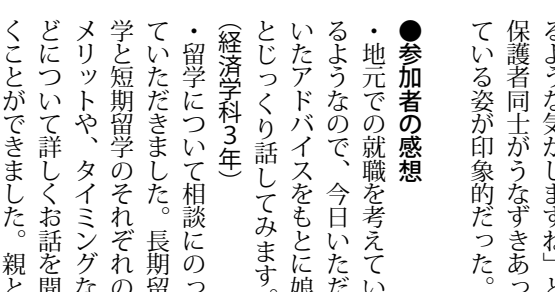 るような気がしますね」と
保護者同士がうなずきあっ
ている姿が印象的だった。
●参加者の感想
・地元での就職を考えてい
るようなので、今日いただ
いたアドバイスをもとに娘
とじっくり話してみます。
（経済学科３年）
・留学について相談にのっ
ていただきました。長期留
学と短期留学のそれぞれの
メリットや、タイミングな
どについて詳しくお話を聞
くことができました。親と